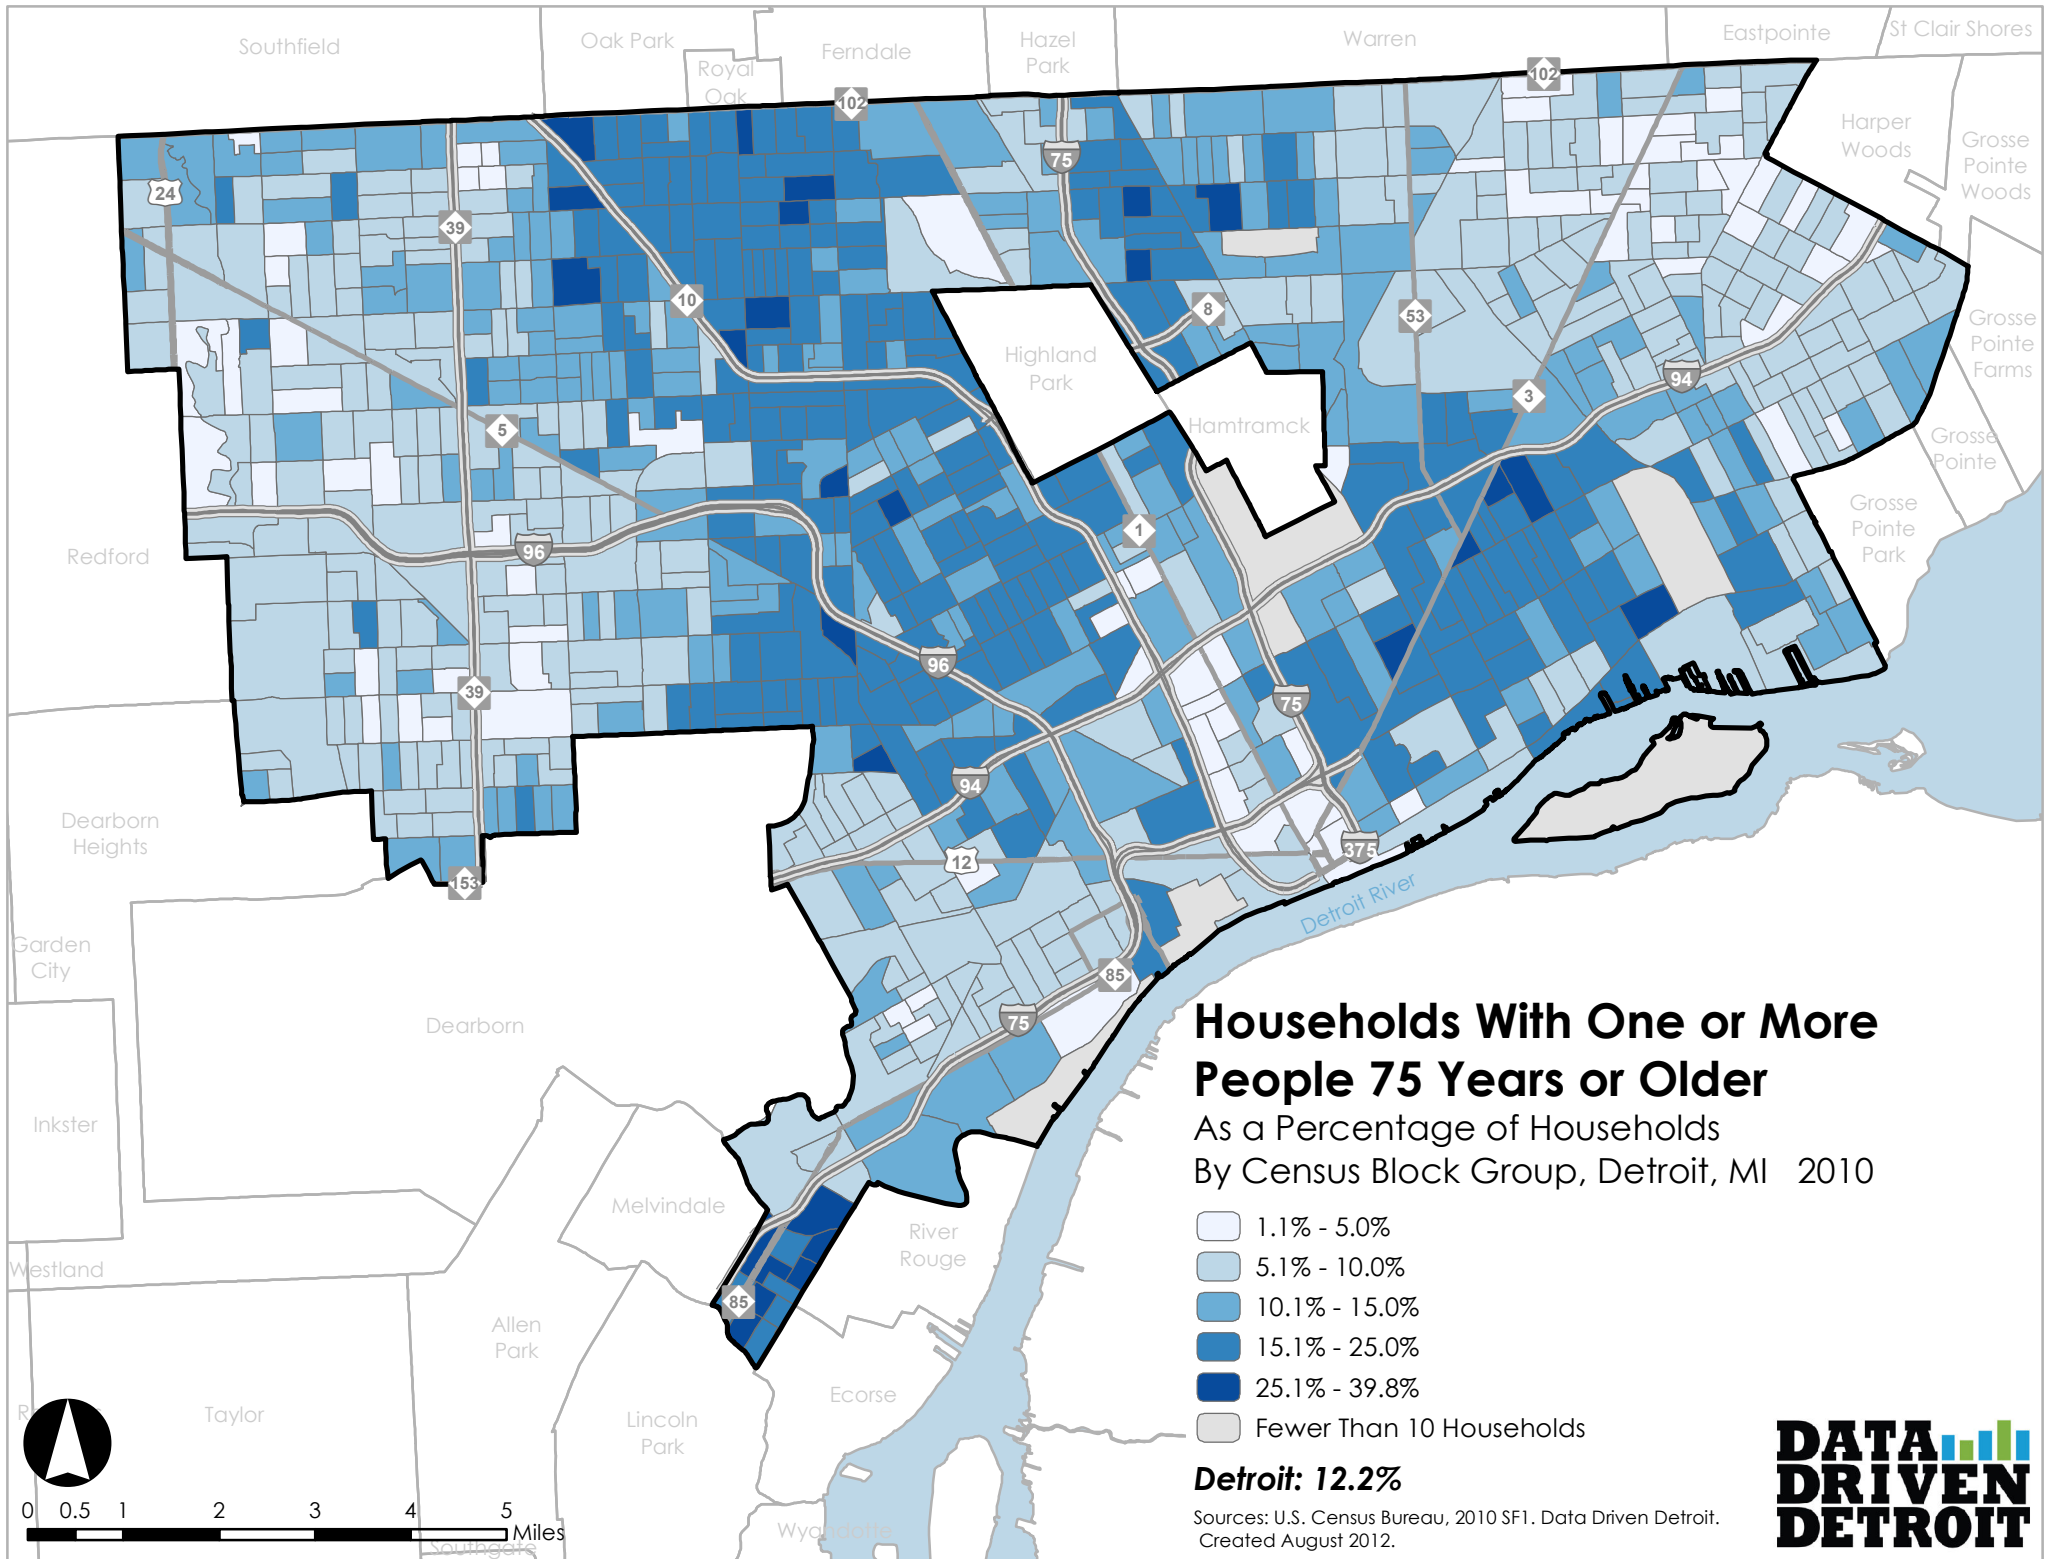 Southfield
Oak Park
Royal
Oak
Ferndale
Hazel
Park
Warren
Eastpointe
St Clair Shores
Harper
Woods
Grosse
Pointe
Woods
Grosse
Pointe
Farms
Grosse
Pointe
Grosse
Pointe
Park
102
102
24
39
75
10
8
53
94
3
5
Highland
Park
Hamtramck
1
96
Redford
96
39
75
94
12
375
153
Dearborn
Heights
Detroit River
Garden
City
Dearborn
85
75
Inkster
Melvindale
River
Rouge
Westland
85
Allen
Park
Ecorse
Taylor
Lincoln
Park
Wyandotte
Southgate
Households With One or More
People 75 Years or Older
As a Percentage of Households
By Census Block Group, Detroit, MI 2010
1.1% - 5.0%
5.1% - 10.0%
10.1% - 15.0%
15.1% - 25.0%
25.1% - 39.8%
Fewer Than 10 Households
Detroit: 12.2%
Sources: U.S. Census Bureau, 2010 SF1. Data Driven Detroit.
Created August 2012.
0 0.5 1 2 3 4 5
Miles
DATA
DRIVEN
DETROIT